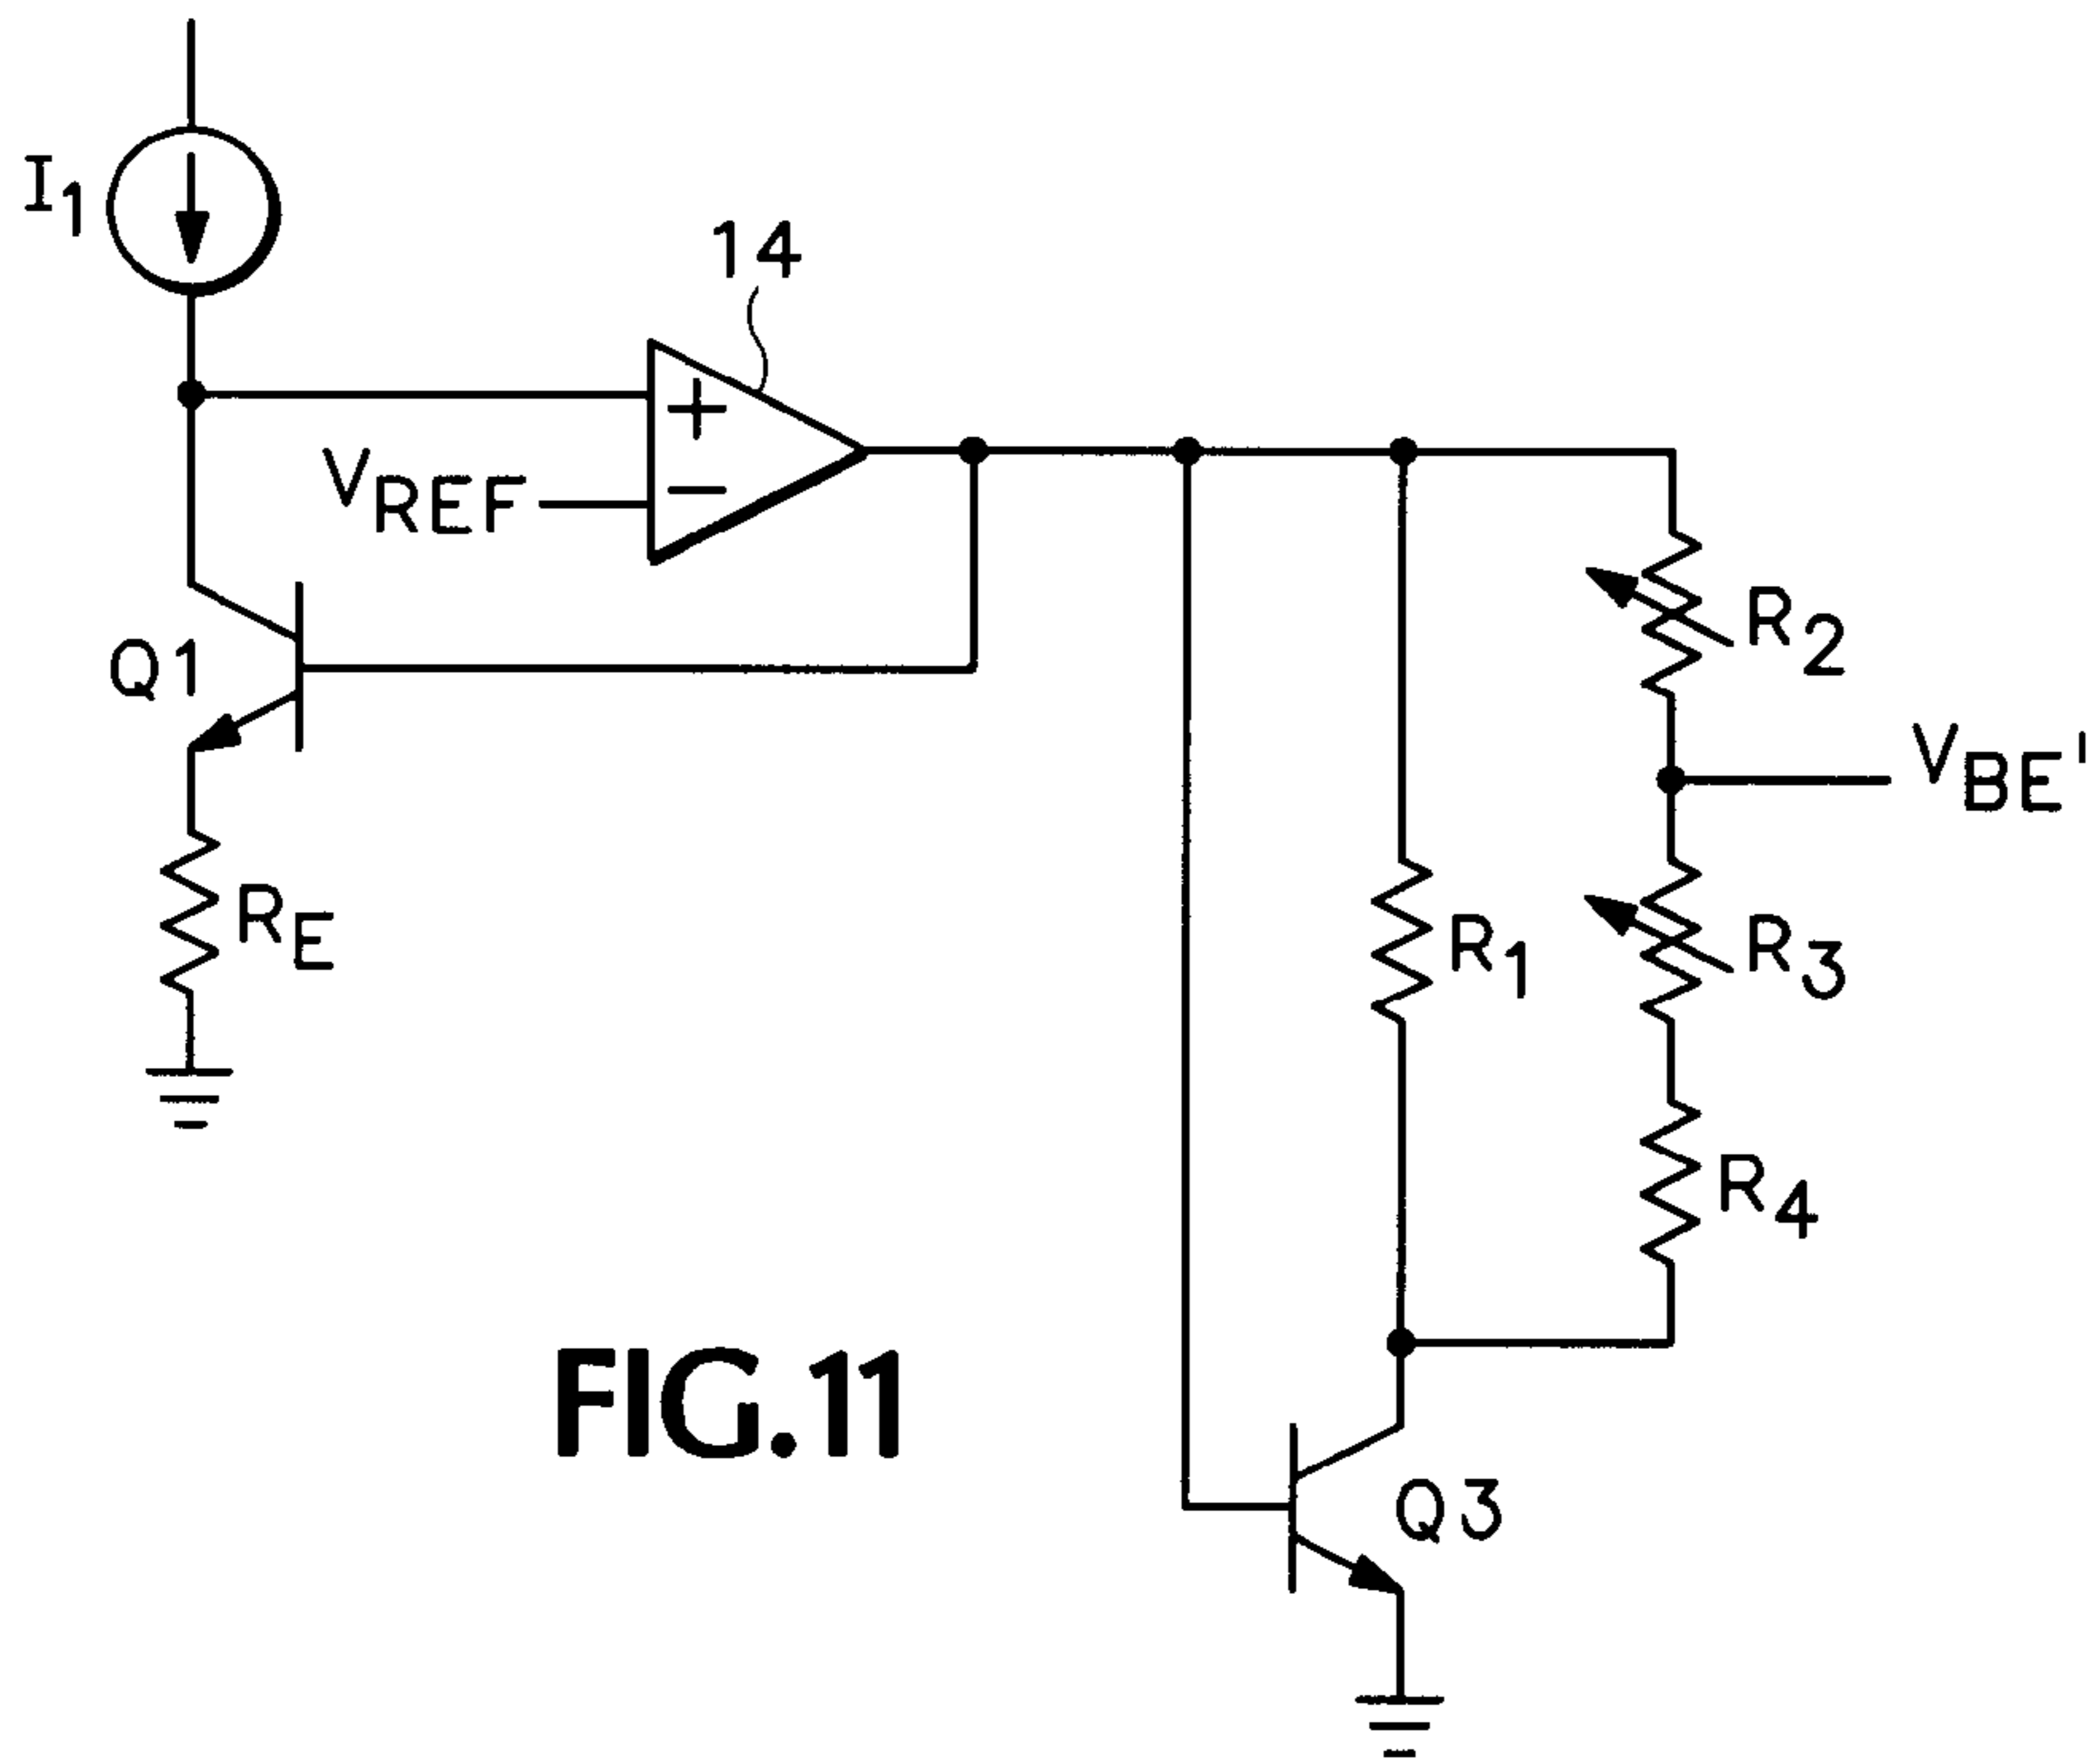 I1
14
+
VREF
−
R2
Q1
VBE'
RE
R1
R3
R4
FIG.11
Q3